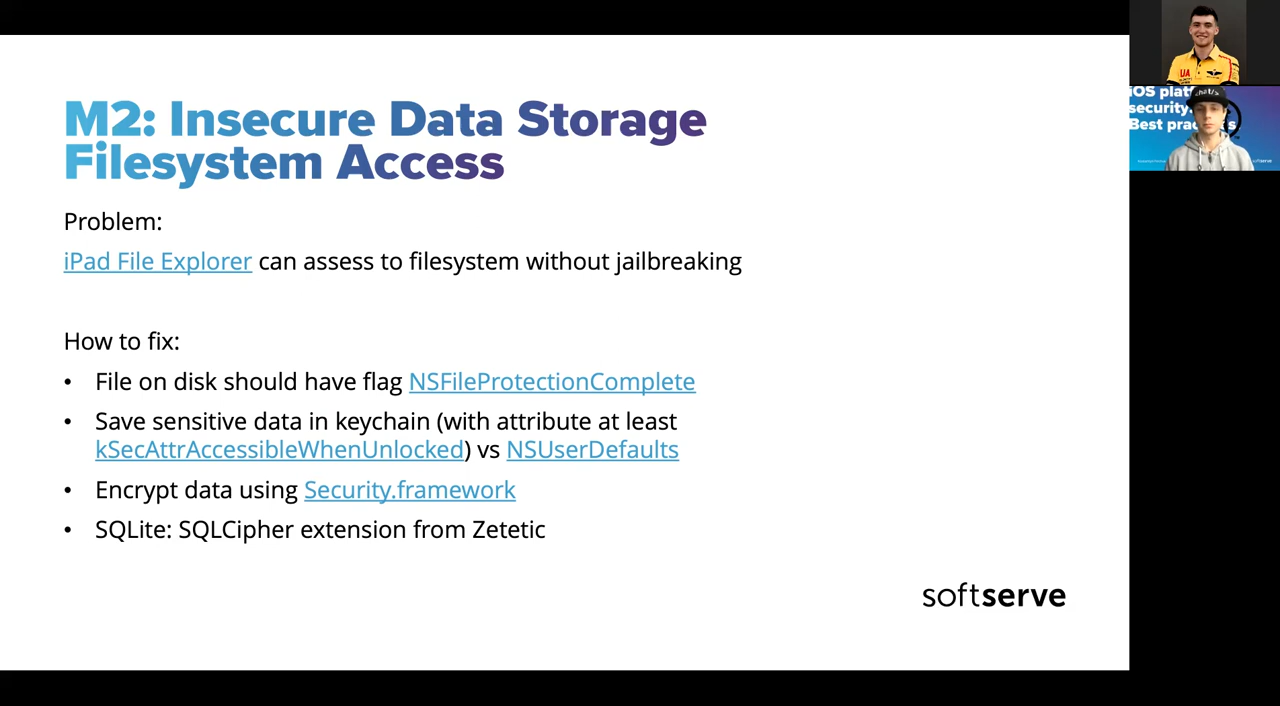 M2: Insecure Data Storage
Filesystem Access
Problem:
iPad File Explorer can assess to filesystem without jailbreaking
How to fix:
• File on disk should have flag NSFileProtectionComplete
• Save sensitive data in keychain (with attribute at least
kSecAttrAccessibleWhenUnlocked) vs NSUserDefaults
• Encrypt data using Security.framework
• SQLite: SQLCipher extension from Zetetic
softserve
UA
iOS
security
Best
softserve